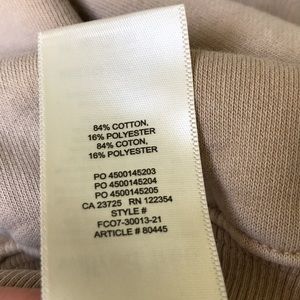 84% COTTON,
16% POLYESTER
84% COTON,
16% POLYESTER
PO 4500145203
PO 4500145204
PO 4500145205
CA 23725 RN 122354
STYLE #
FCO7-30013-21
ARTICLE # 80445